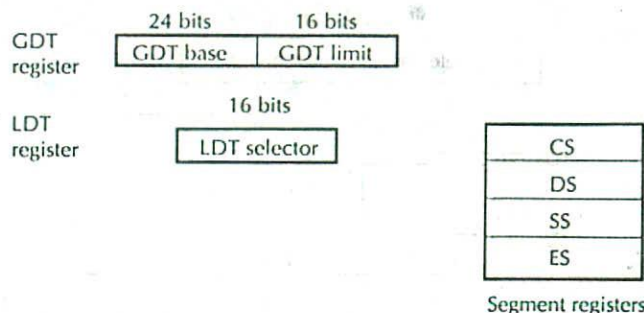 24 bits 16 bits
GDT register
GDT base GDT limit
16 bits
LDT register
LDT selector
CS
DS
SS
ES
Segment registers